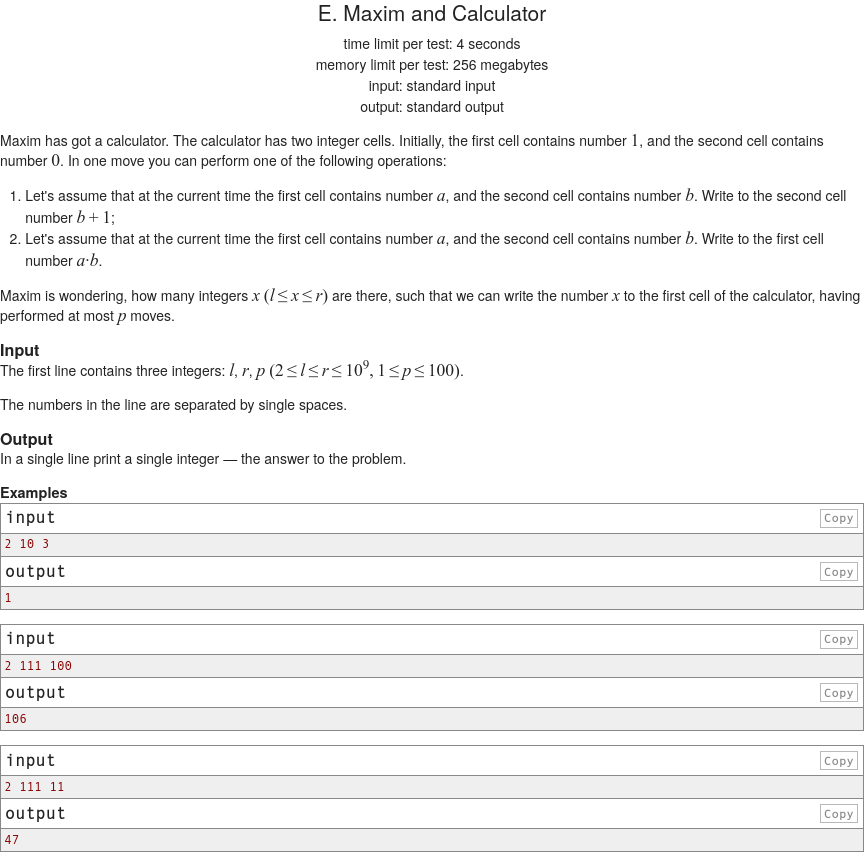 E. Maxim and Calculator
time limit per test: 4 seconds
memory limit per test: 256 megabytes
input: standard input
output: standard output
Maxim has got a calculator. The calculator has two integer cells. Initially, the first cell contains number 1, and the second cell contains
number 0. In one move you can perform one of the following operations:
1. Let's assume that at the current time the first cell contains number a, and the second cell contains number b. Write to the second cell
number b + 1;
2. Let's assume that at the current time the first cell contains number a, and the second cell contains number b. Write to the first cell
number a·b.
Maxim is wondering, how many integers x (l ≤ x ≤ r) are there, such that we can write the number x to the first cell of the calculator, having
performed at most p moves.
Input
The first line contains three integers: l, r, p (2 ≤ l ≤ r ≤ 10⁹, 1 ≤ p ≤ 100).
The numbers in the line are separated by single spaces.
Output
In a single line print a single integer — the answer to the problem.
Examples
input Copy
2 10 3
output Copy
1
input Copy
2 111 100
output Copy
106
input Copy
2 111 11
output Copy
47